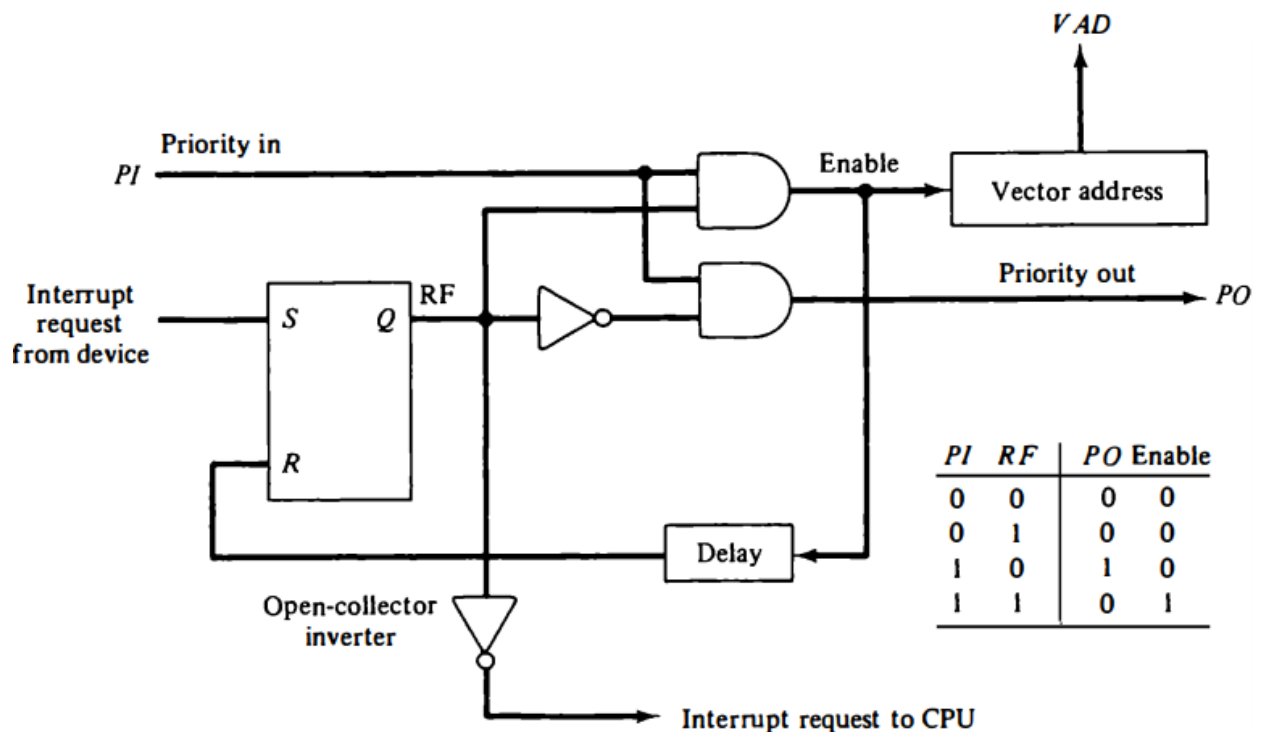 VAD
Priority in
PI
Enable
Vector address
Interrupt
request
from device
S
Q
RF
Priority out
PO
R
Delay
PI RF PO Enable
0 0 0 0
0 1 0 0
1 0 1 0
1 1 0 1
Open-collector
inverter
Interrupt request to CPU